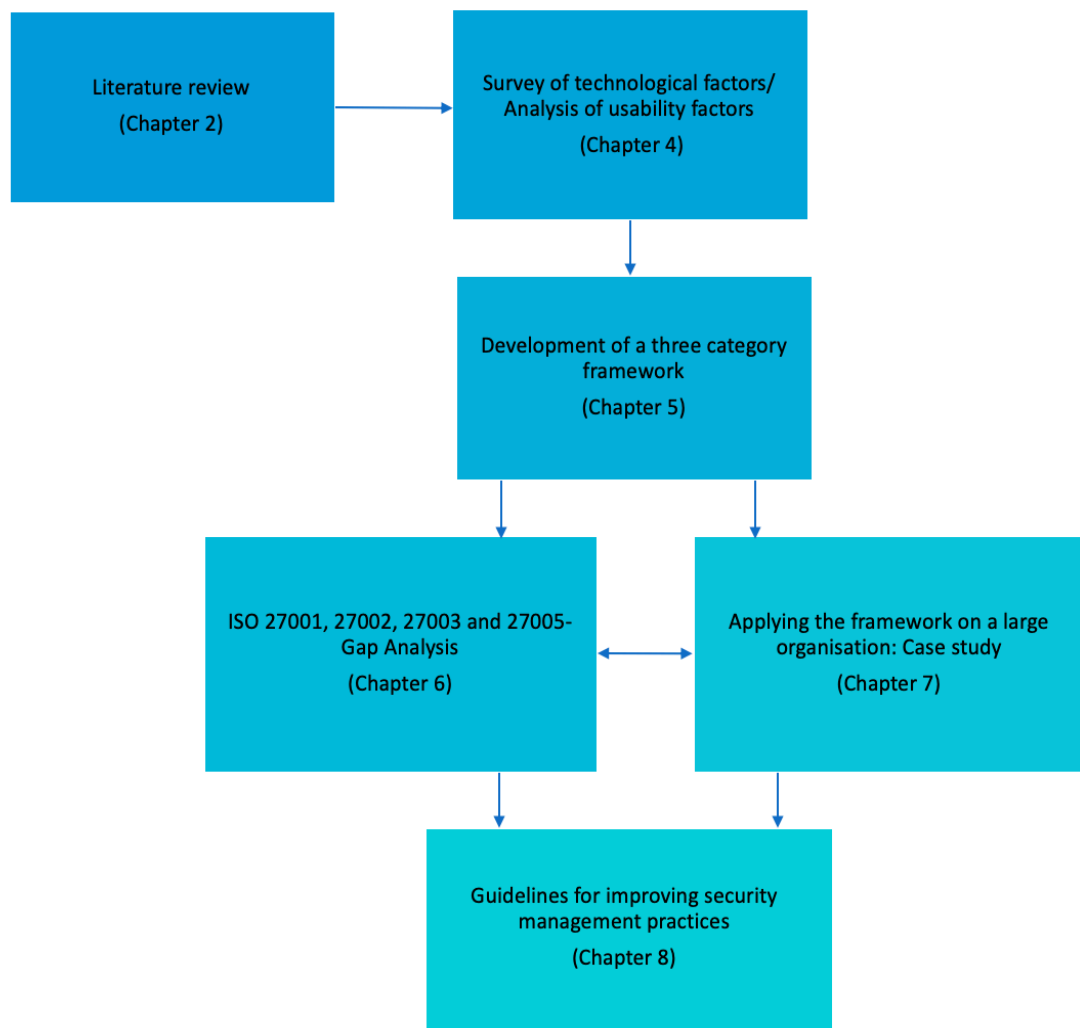 Literature review
(Chapter 2)
Survey of technological factors/
Analysis of usability factors
(Chapter 4)
Development of a three category
framework
(Chapter 5)
ISO 27001, 27002, 27003 and 27005-
Gap Analysis
(Chapter 6)
Applying the framework on a large
organisation: Case study
(Chapter 7)
Guidelines for improving security
management practices
(Chapter 8)